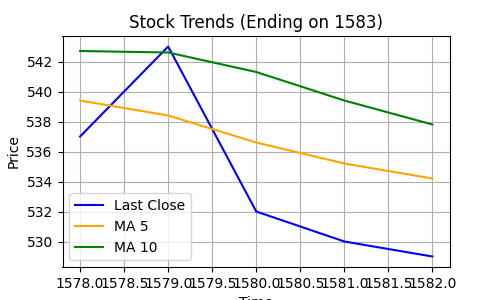 Stock Trends (Ending on 1583)
Price
542
540
538
536
534
532
530
Last Close
MA 5
MA 10
1578.0 1578.5 1579.0 1579.5 1580.0 1580.5 1581.0 1581.5 1582.0
Time